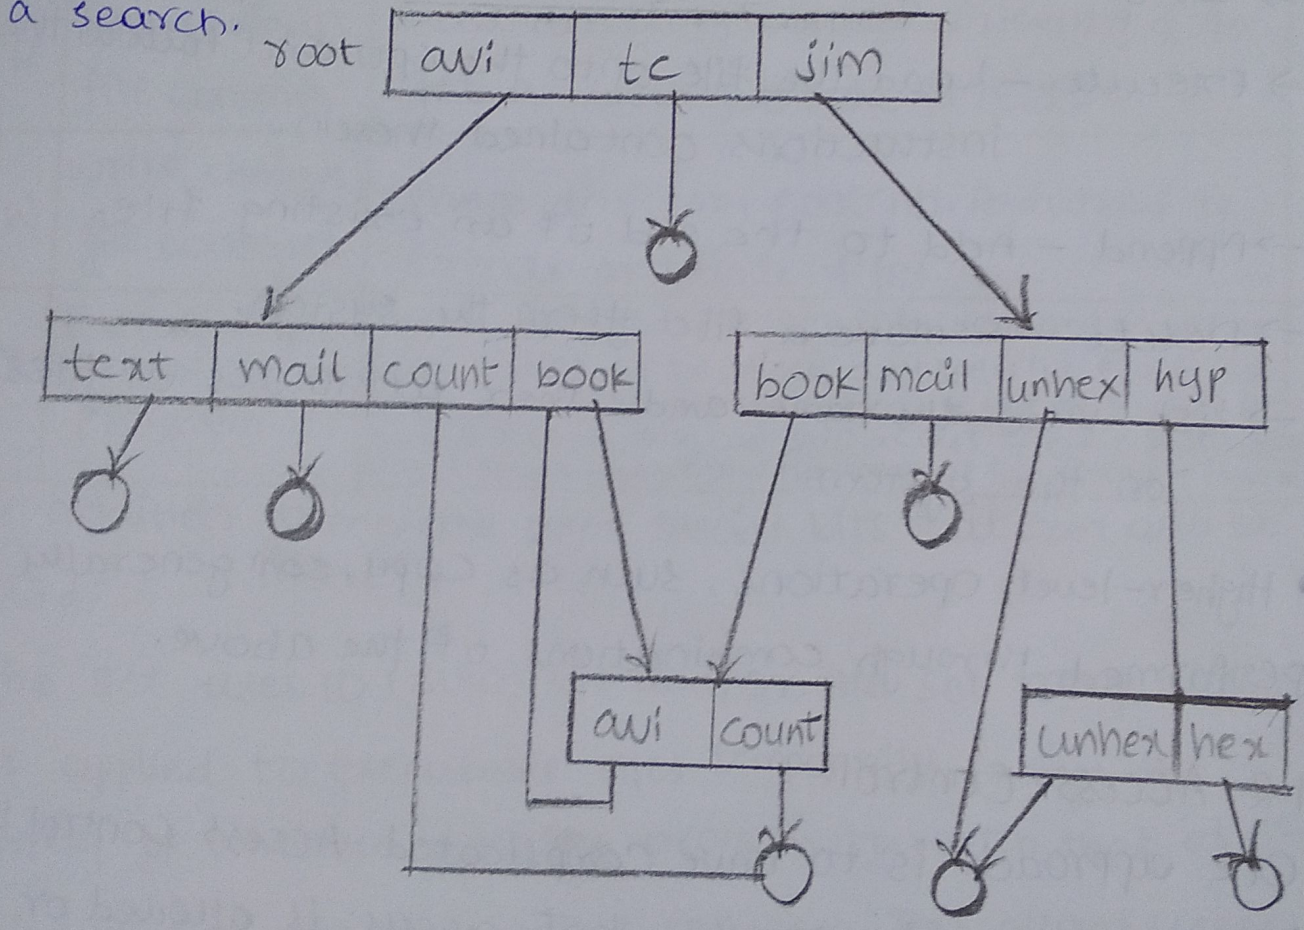 a search.
root avi tc jim
text mail count book book mail unhex hyp
avi count unhex hex